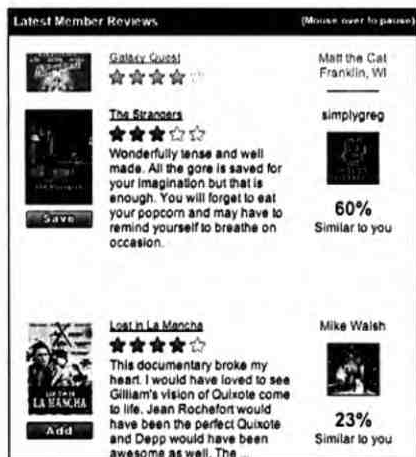 Latest Member Reviews (Mouse over to pause)
Galaxy Quest
Matt the Cat
Franklin, WI
The Strangers
simplygreg
Wonderfully tense and well
made. All the gore is saved for
your imagination but that is
enough. You will forget to eat
your popcorn and may have to
remind yourself to breathe on
occasion.
Save
60%
Similar to you
Lost in La Mancha
Mike Walsh
This documentary broke my
heart. I would have loved to see
Gilliam's vision of Quixote come
to life. Jean Rochefort would
have been the perfect Quixote
and Depp would have been
awesome as well. The ...
LA MANCHA
Add
23%
Similar to you